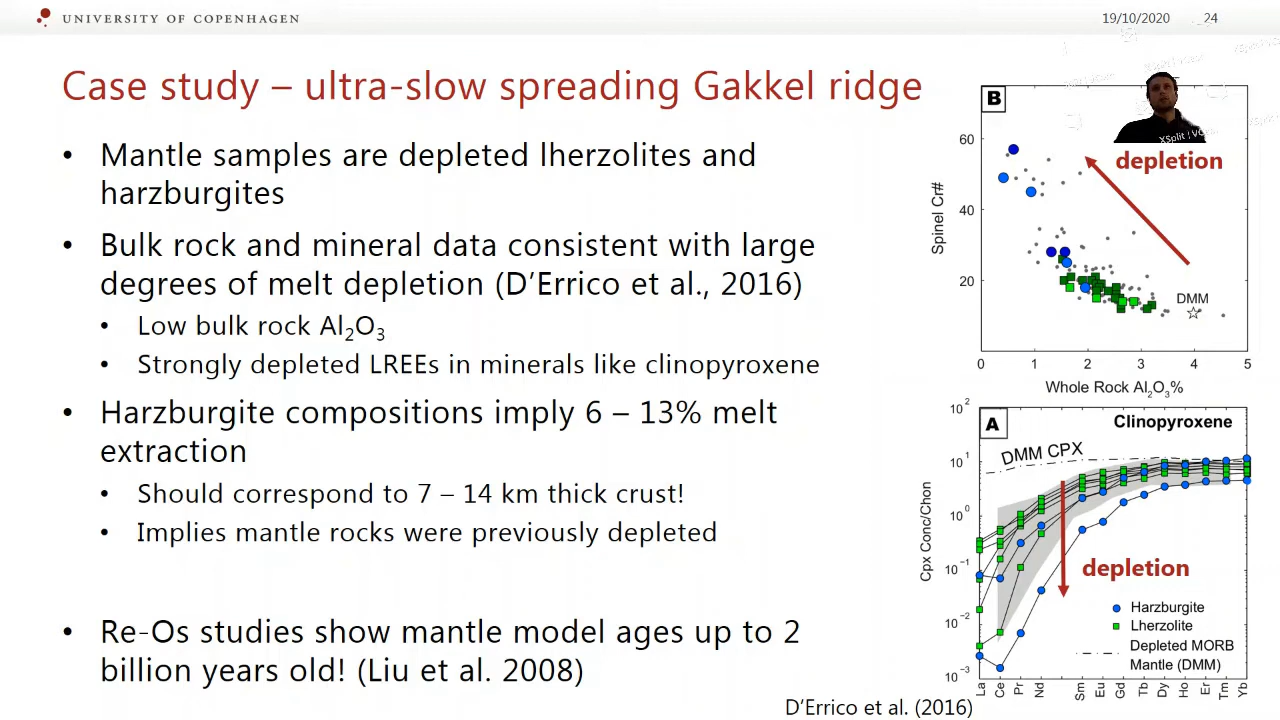 UNIVERSITY OF COPENHAGEN
19/10/2020 24
Case study – ultra-slow spreading Gakkel ridge
• Mantle samples are depleted lherzolites and
harzburgites
• Bulk rock and mineral data consistent with large
degrees of melt depletion (D'Errico et al., 2016)
• Low bulk rock Al₂O₃
• Strongly depleted LREEs in minerals like clinopyroxene
• Harzburgite compositions imply 6 – 13% melt
extraction
• Should correspond to 7 – 14 km thick crust!
• Implies mantle rocks were previously depleted
• Re-Os studies show mantle model ages up to 2
billion years old! (Liu et al. 2008)
B
XSplit VC
depletion
60
40
20
Spinel Cr#
DMM
0 1 2 3 4 5
Whole Rock Al₂O₃%
A
Clinopyroxene
DMM CPX
10²
10¹
10⁰
10⁻¹
10⁻²
10⁻³
Cpx Conc/Chon
depletion
Harzburgite
Lherzolite
Depleted MORB
Mantle (DMM)
La Ce Pr Nd Sm Eu Gd Tb Dy Ho Er Tm Yb
D'Errico et al. (2016)